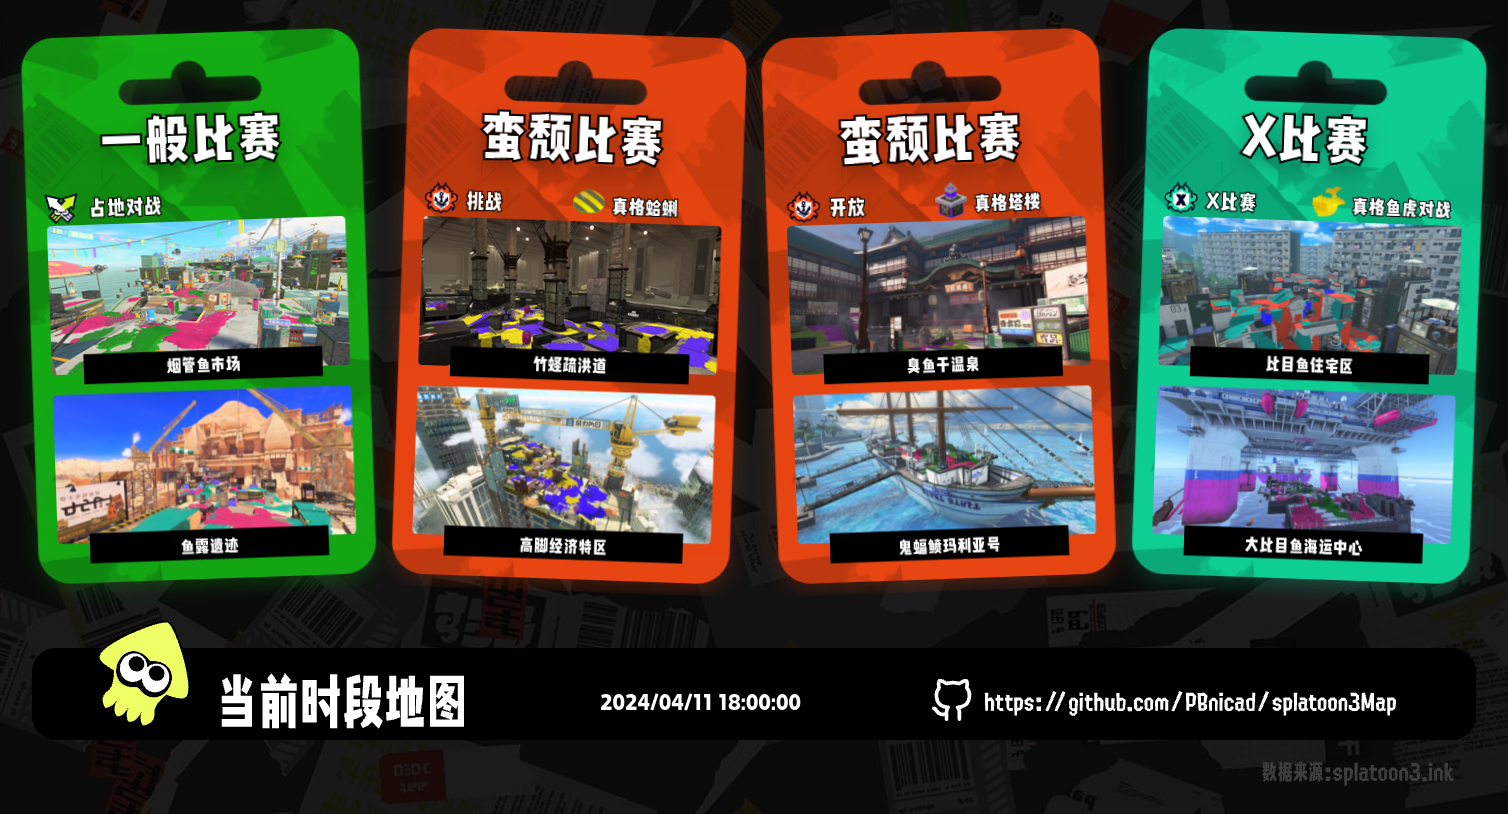 一般比赛
占地对战
烟管鱼市场
鱼露遗迹
蛮颓比赛
挑战
真格蛤蜊
竹蛏疏洪道
高脚经济特区
蛮颓比赛
开放
真格塔楼
臭鱼干温泉
鬼蝠鲼玛利亚号
X比赛
X比赛
真格鱼虎对战
比目鱼住宅区
大比目鱼海运中心
当前时段地图
2024/04/11 18:00:00
https://github.com/PBnicad/splatoon3Map
数据来源:splatoon3.ink